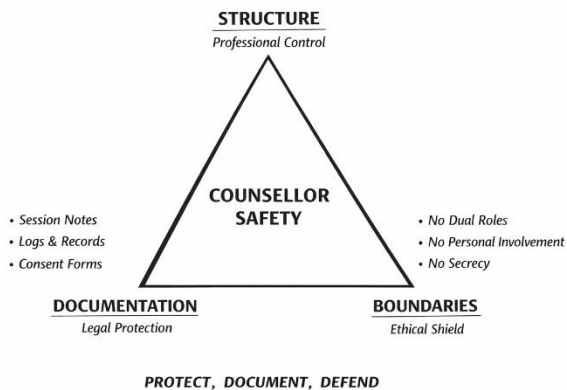 STRUCTURE
Professional Control
COUNSELLOR
SAFETY
• Session Notes
• Logs & Records
• Consent Forms
• No Dual Roles
• No Personal Involvement
• No Secrecy
DOCUMENTATION
Legal Protection
BOUNDARIES
Ethical Shield
PROTECT, DOCUMENT, DEFEND